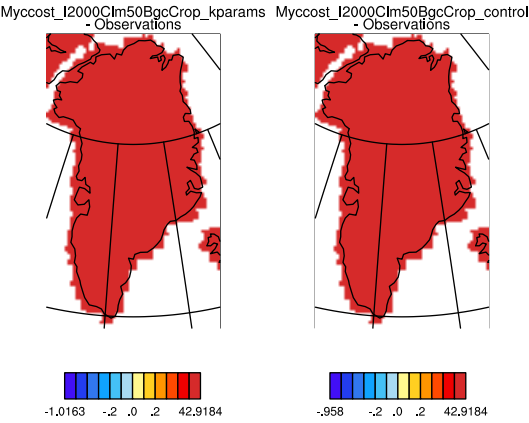 Myccost_I2000Clm50BgcCrop_kparams
- Observations
Myccost_I2000Clm50BgcCrop_control
- Observations
-1.0163 -.2 .0 .2 42.9184
-.958 -.2 .0 .2 42.9184